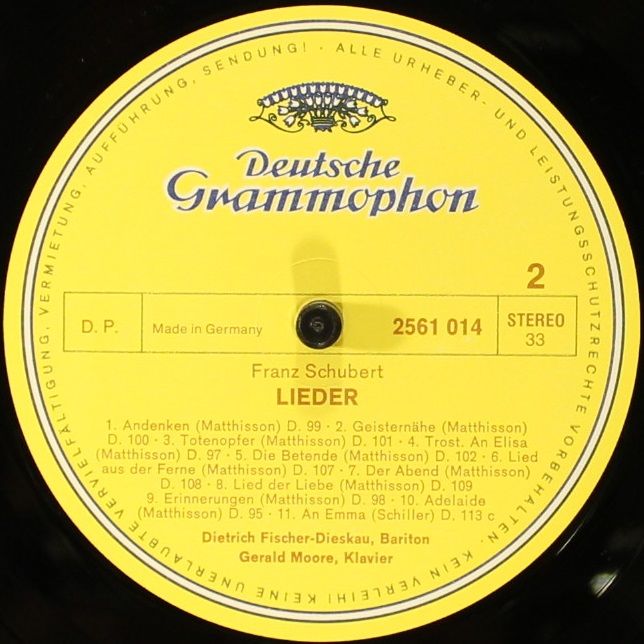 ALLE URHEBER- UND LEISTUNGSSCHUTZRECHTE VORBEHALTEN · KEIN VERLEIH! KEINE UNERLAUBTE VERVIELFÄLTIGUNG, VERMIETUNG, AUFFÜHRUNG, SENDUNG! ·
Deutsche
Grammophon
2
D. P.
Made in Germany
2561 014
STEREO
33
Franz Schubert
LIEDER
1. Andenken (Matthisson) D. 99 · 2. Geisternähe (Matthisson)
D. 100 · 3. Totenopfer (Matthisson) D. 101 · 4. Trost. An Elisa
(Matthisson) D. 97 · 5. Die Betende (Matthisson) D. 102 · 6. Lied
aus der Ferne (Matthisson) D. 107 · 7. Der Abend (Matthisson)
D. 108 · 8. Lied der Liebe (Matthisson) D. 109
9. Erinnerungen (Matthisson) D. 98 · 10. Adelaide
(Matthisson) D. 95 · 11. An Emma (Schiller) D. 113 c
Dietrich Fischer-Dieskau, Bariton
Gerald Moore, Klavier